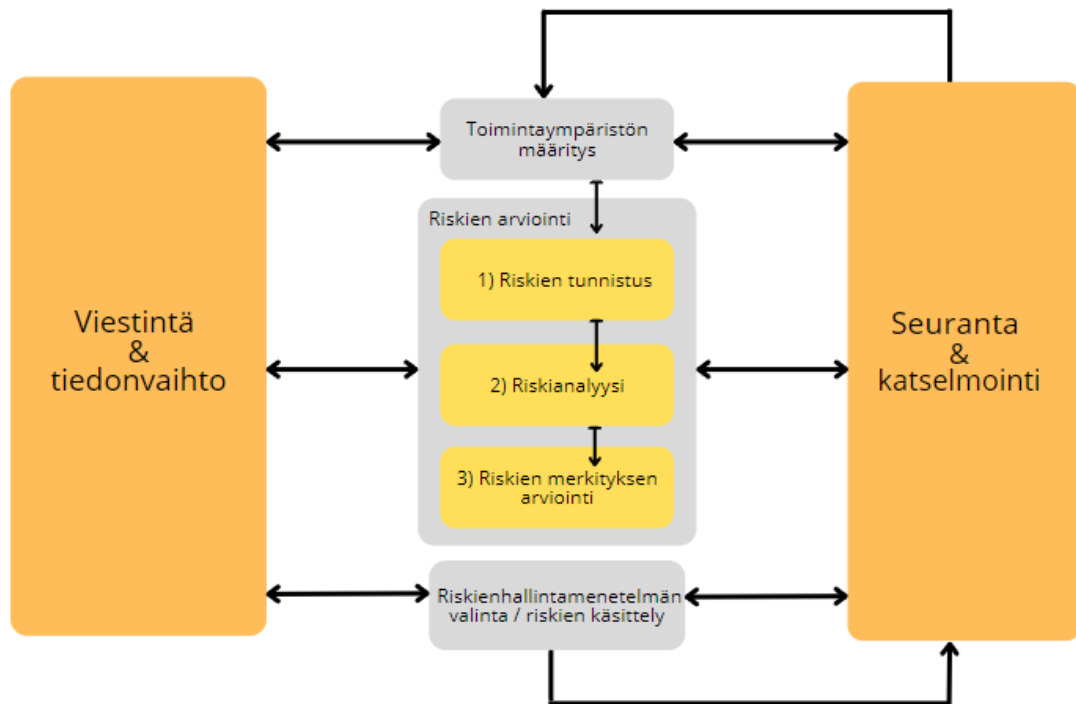 Toimintaympäristön
määritys
Riskien arviointi
1) Riskien tunnistus
Viestintä
&
tiedonvaihto
2) Riskianalyysi
Seuranta
&
katselmointi
3) Riskien merkityksen
arviointi
Riskienhallintamenetelmän
valinta / riskien käsittely